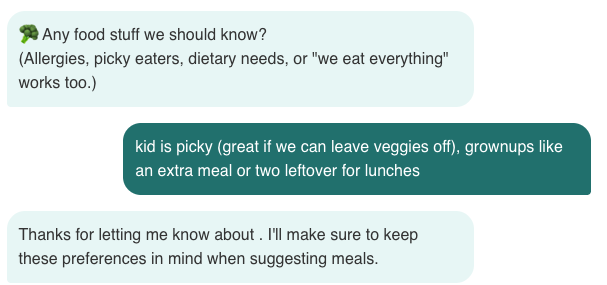 🥦 Any food stuff we should know?
(Allergies, picky eaters, dietary needs, or "we eat everything"
works too.)
kid is picky (great if we can leave veggies off), grownups like
an extra meal or two leftover for lunches
Thanks for letting me know about . I'll make sure to keep
these preferences in mind when suggesting meals.